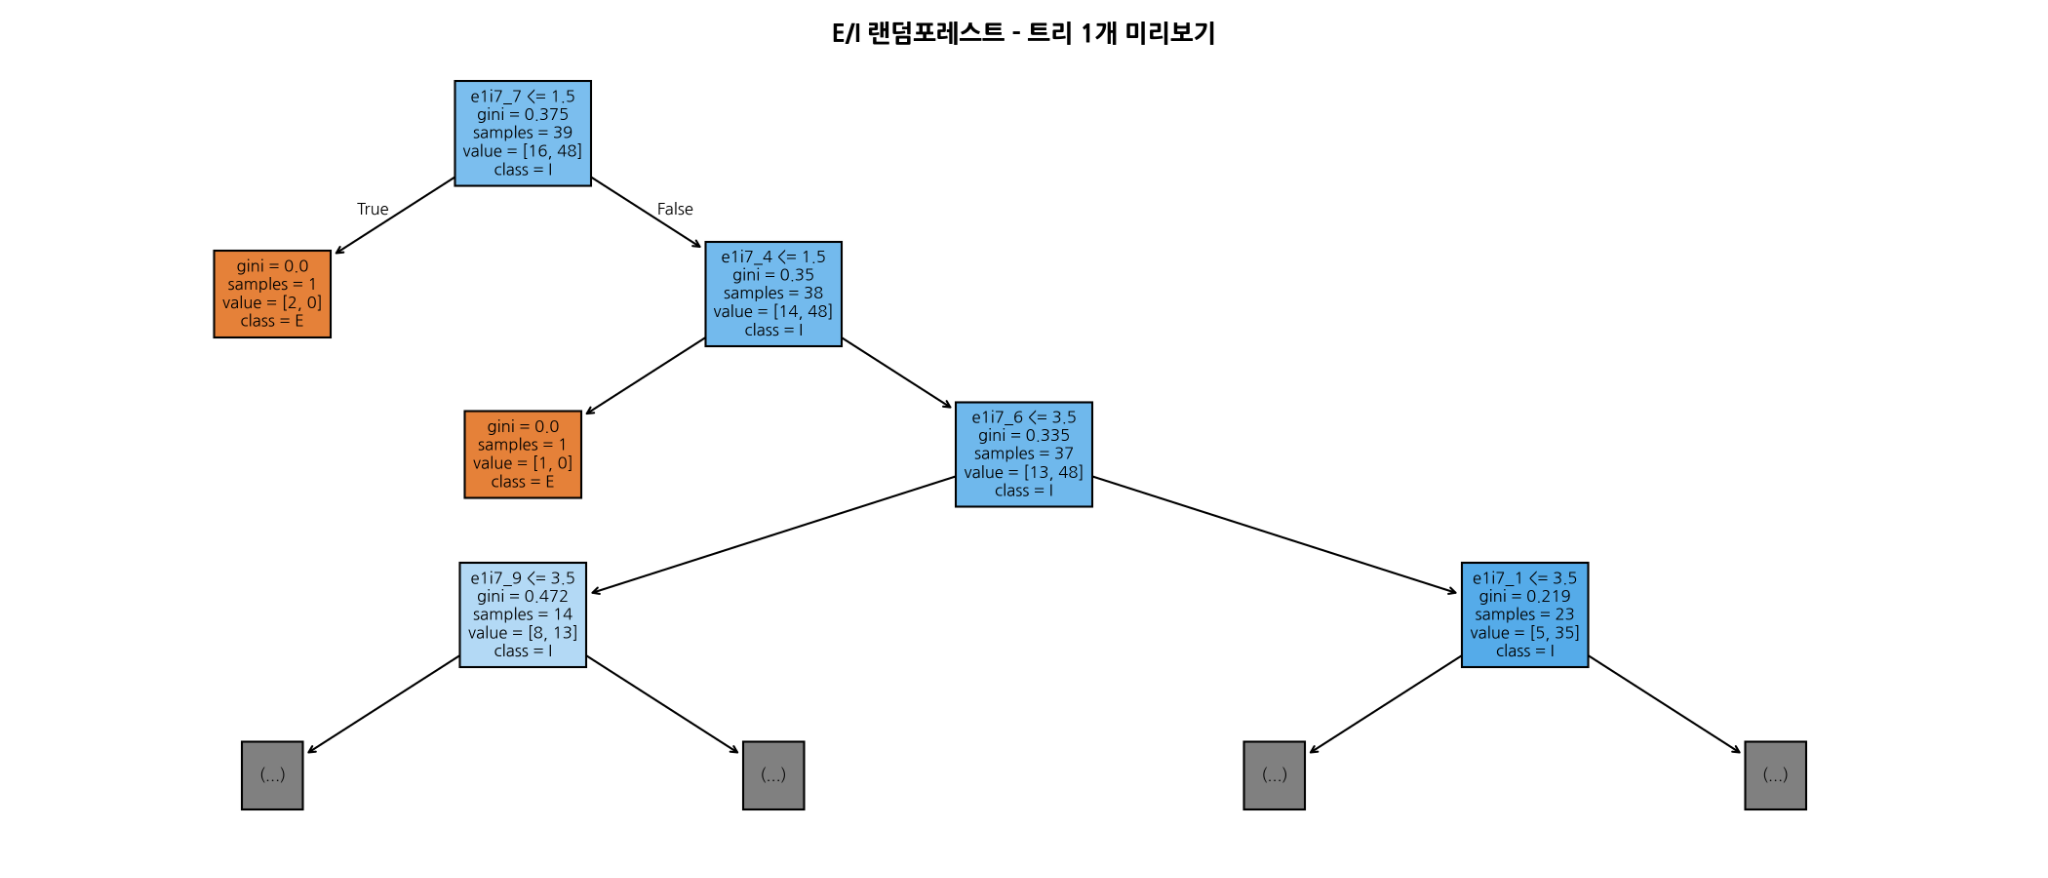 E/I 랜덤포레스트 - 트리 1개 미리보기
e1i7_7 <= 1.5
gini = 0.375
samples = 39
value = [16, 48]
class = I
True
False
gini = 0.0
samples = 1
value = [2, 0]
class = E
e1i7_4 <= 1.5
gini = 0.35
samples = 38
value = [14, 48]
class = I
gini = 0.0
samples = 1
value = [1, 0]
class = E
e1i7_6 <= 3.5
gini = 0.335
samples = 37
value = [13, 48]
class = I
e1i7_9 <= 3.5
gini = 0.472
samples = 14
value = [8, 13]
class = I
e1i7_1 <= 3.5
gini = 0.219
samples = 23
value = [5, 35]
class = I
(...)
(...)
(...)
(...)